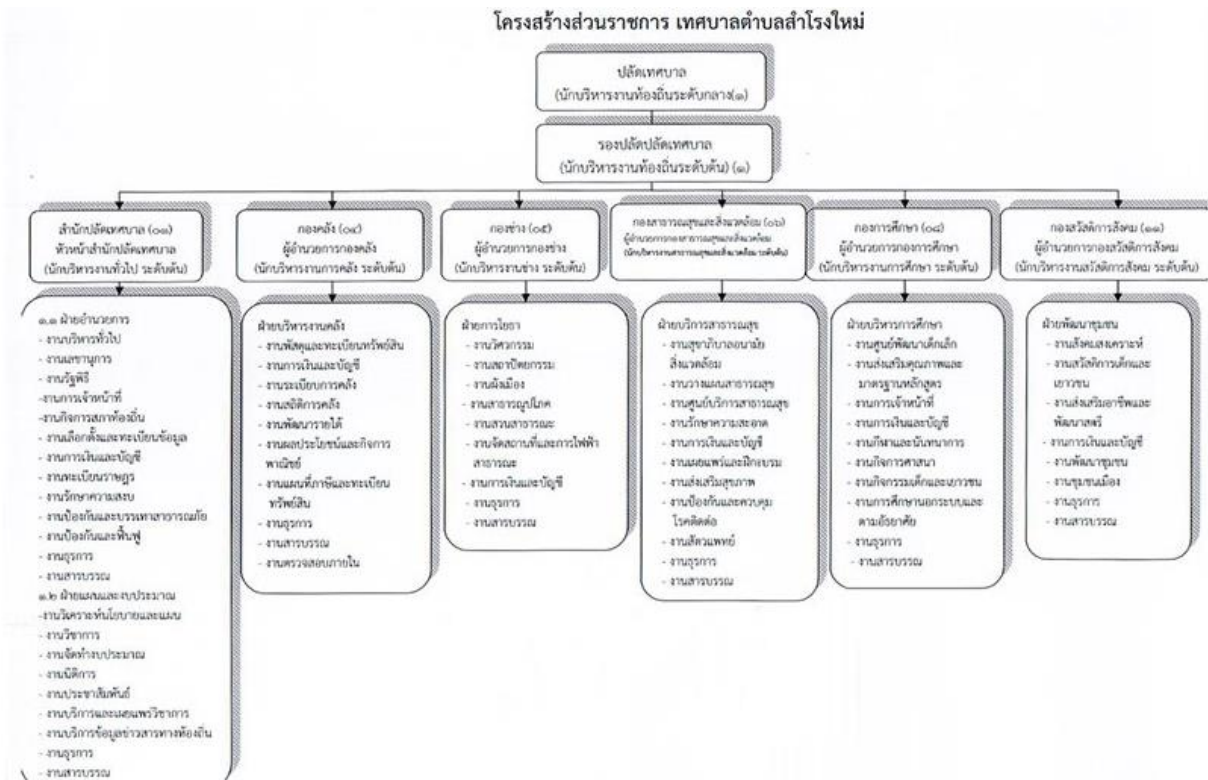 โครงสร้างส่วนราชการ เทศบาลตำบลสำโรงใหม่
ปลัดเทศบาล
(นักบริหารงานท้องถิ่นระดับกลาง(๑)
รองปลัดปลัดเทศบาล
(นักบริหารงานท้องถิ่นระดับต้น) (๑)
สำนักปลัดเทศบาล (๐๑)
หัวหน้าสำนักปลัดเทศบาล
(นักบริหารงานทั่วไป ระดับต้น)
กองคลัง (๐๔)
ผู้อำนวยการกองคลัง
(นักบริหารงานการคลัง ระดับต้น)
กองช่าง (๐๕)
ผู้อำนวยการกองช่าง
(นักบริหารงานช่าง ระดับต้น)
กองสาธารณสุขและสิ่งแวดล้อม (๐๖)
ผู้อำนวยการกองสาธารณสุขและสิ่งแวดล้อม
(นักบริหารงานสาธารณสุขและสิ่งแวดล้อม ระดับต้น)
กองการศึกษา (๐๘)
ผู้อำนวยการกองการศึกษา
(นักบริหารงานการศึกษา ระดับต้น)
กองสวัสดิการสังคม (๑๑)
ผู้อำนวยการกองสวัสดิการสังคม
(นักบริหารงานสวัสดิการสังคม ระดับต้น)
๑.๑ ฝ่ายอำนวยการ
- งานบริหารทั่วไป
- งานเลขานุการ
- งานรัฐพิธี
-งานการเจ้าหน้าที่
-งานกิจการสภาท้องถิ่น
- งานเลือกตั้งและทะเบียนข้อมูล
- งานการเงินและบัญชี
- งานทะเบียนราษฎร
- งานรักษาความสงบ
- งานป้องกันและบรรเทาสาธารณภัย
- งานป้องกันและฟื้นฟู
- งานธุรการ
- งานสารบรรณ
๑.๒ ฝ่ายแผนและงบประมาณ
-งานวิเคราะห์นโยบายและแผน
- งานวิชาการ
- งานจัดทำงบประมาณ
- งานนิติการ
- งานประชาสัมพันธ์
- งานบริการและเผยแพร่วิชาการ
- งานบริการข้อมูลข่าวสารทางท้องถิ่น
- งานธุรการ
- งานสารบรรณ
ฝ่ายบริหารงานคลัง
- งานพัสดุและทะเบียนทรัพย์สิน
- งานการเงินและบัญชี
- งานระเบียบการคลัง
- งานสถิติการคลัง
- งานพัฒนารายได้
- งานผลประโยชน์และกิจการ
พาณิชย์
- งานแผนที่ภาษีและทะเบียน
ทรัพย์สิน
- งานธุรการ
- งานสารบรรณ
- งานตรวจสอบภายใน
ฝ่ายการโยธา
- งานวิศวกรรม
- งานสถาปัตยกรรม
- งานผังเมือง
- งานสาธารณูปโภค
- งานสวนสาธารณะ
- งานจัดสถานที่และการไฟฟ้า
สาธารณะ
- งานการเงินและบัญชี
- งานธุรการ
- งานสารบรรณ
ฝ่ายบริการสาธารณสุข
- งานสุขาภิบาลอนามัย
สิ่งแวดล้อม
- งานวางแผนสาธารณสุข
- งานศูนย์บริการสาธารณสุข
- งานรักษาความสะอาด
- งานการเงินและบัญชี
- งานเผยแพร่และฝึกอบรม
- งานส่งเสริมสุขภาพ
- งานป้องกันและควบคุม
โรคติดต่อ
- งานสัตวแพทย์
- งานธุรการ
- งานสารบรรณ
ฝ่ายบริหารการศึกษา
- งานศูนย์พัฒนาเด็กเล็ก
- งานส่งเสริมคุณภาพและ
มาตรฐานหลักสูตร
- งานการเจ้าหน้าที่
- งานการเงินและบัญชี
- งานกีฬาและนันทนาการ
- งานกิจการศาสนา
- งานกิจกรรมเด็กและเยาวชน
- งานการศึกษานอกระบบและ
ตามอัธยาศัย
- งานธุรการ
- งานสารบรรณ
ฝ่ายพัฒนาชุมชน
- งานสังคมสงเคราะห์
- งานสวัสดิการเด็กและ
เยาวชน
- งานส่งเสริมอาชีพและ
พัฒนาสตรี
- งานการเงินและบัญชี
- งานพัฒนาชุมชน
- งานชุมชนเมือง
- งานธุรการ
- งานสารบรรณ